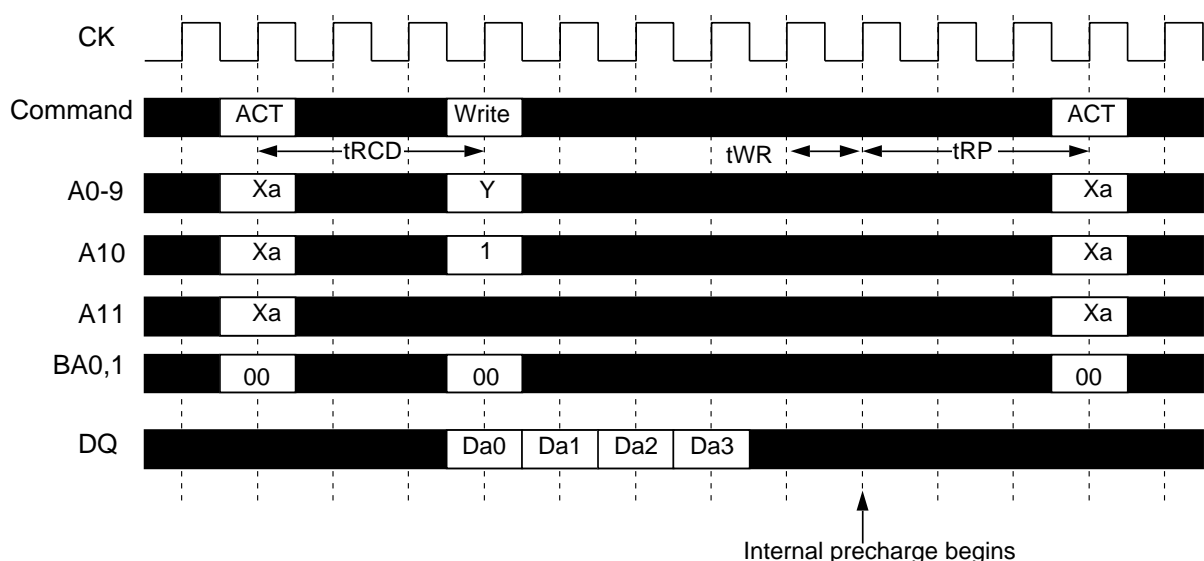 CK
Command ACT Write ACT
tRCD tWR tRP
A0-9 Xa Y Xa
A10 Xa 1 Xa
A11 Xa Xa
BA0,1 00 00 00
DQ Da0 Da1 Da2 Da3
Internal precharge begins